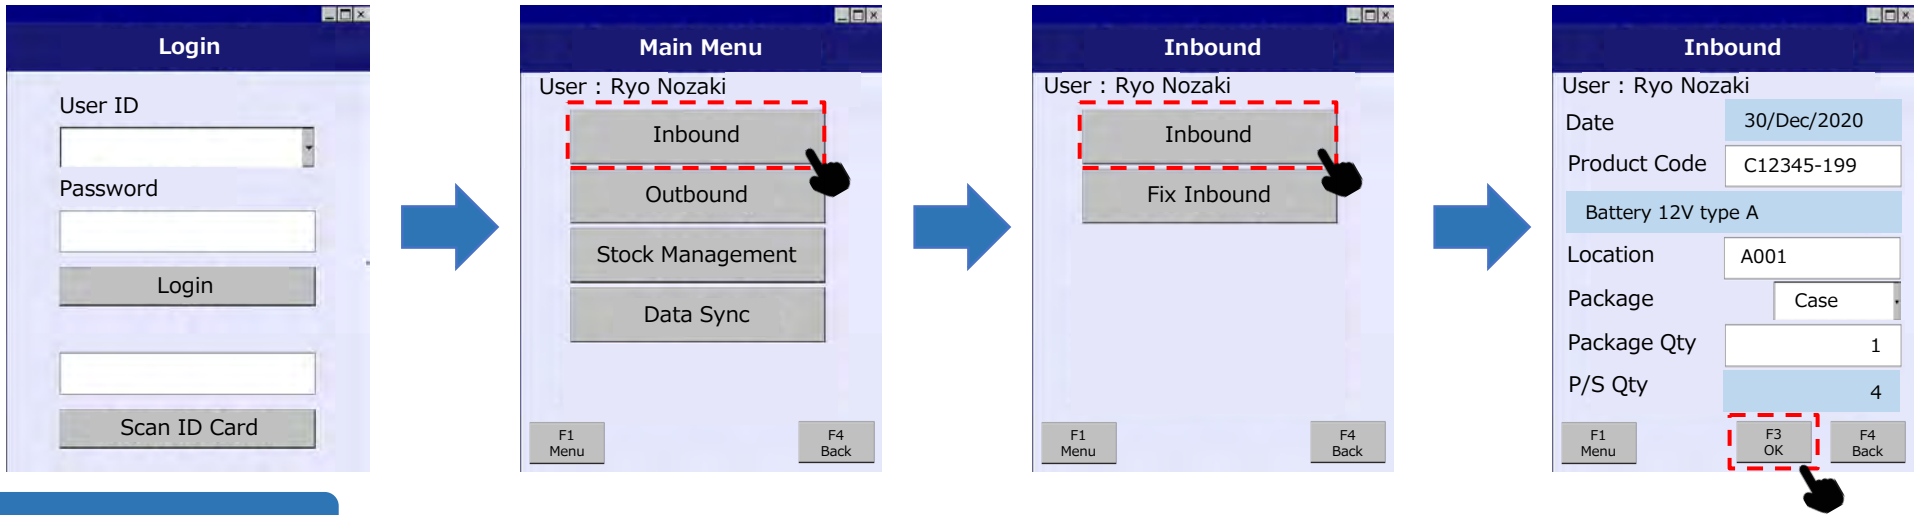 Login
User ID
Password
Login
Scan ID Card
Main Menu
User : Ryo Nozaki
Inbound
Outbound
Stock Management
Data Sync
F1
Menu
F4
Back
Inbound
User : Ryo Nozaki
Inbound
Fix Inbound
F1
Menu
F4
Back
Inbound
User : Ryo Nozaki
Date 30/Dec/2020
Product Code C12345-199
Battery 12V type A
Location A001
Package Case
Package Qty 1
P/S Qty 4
F1
Menu
F3
OK
F4
Back